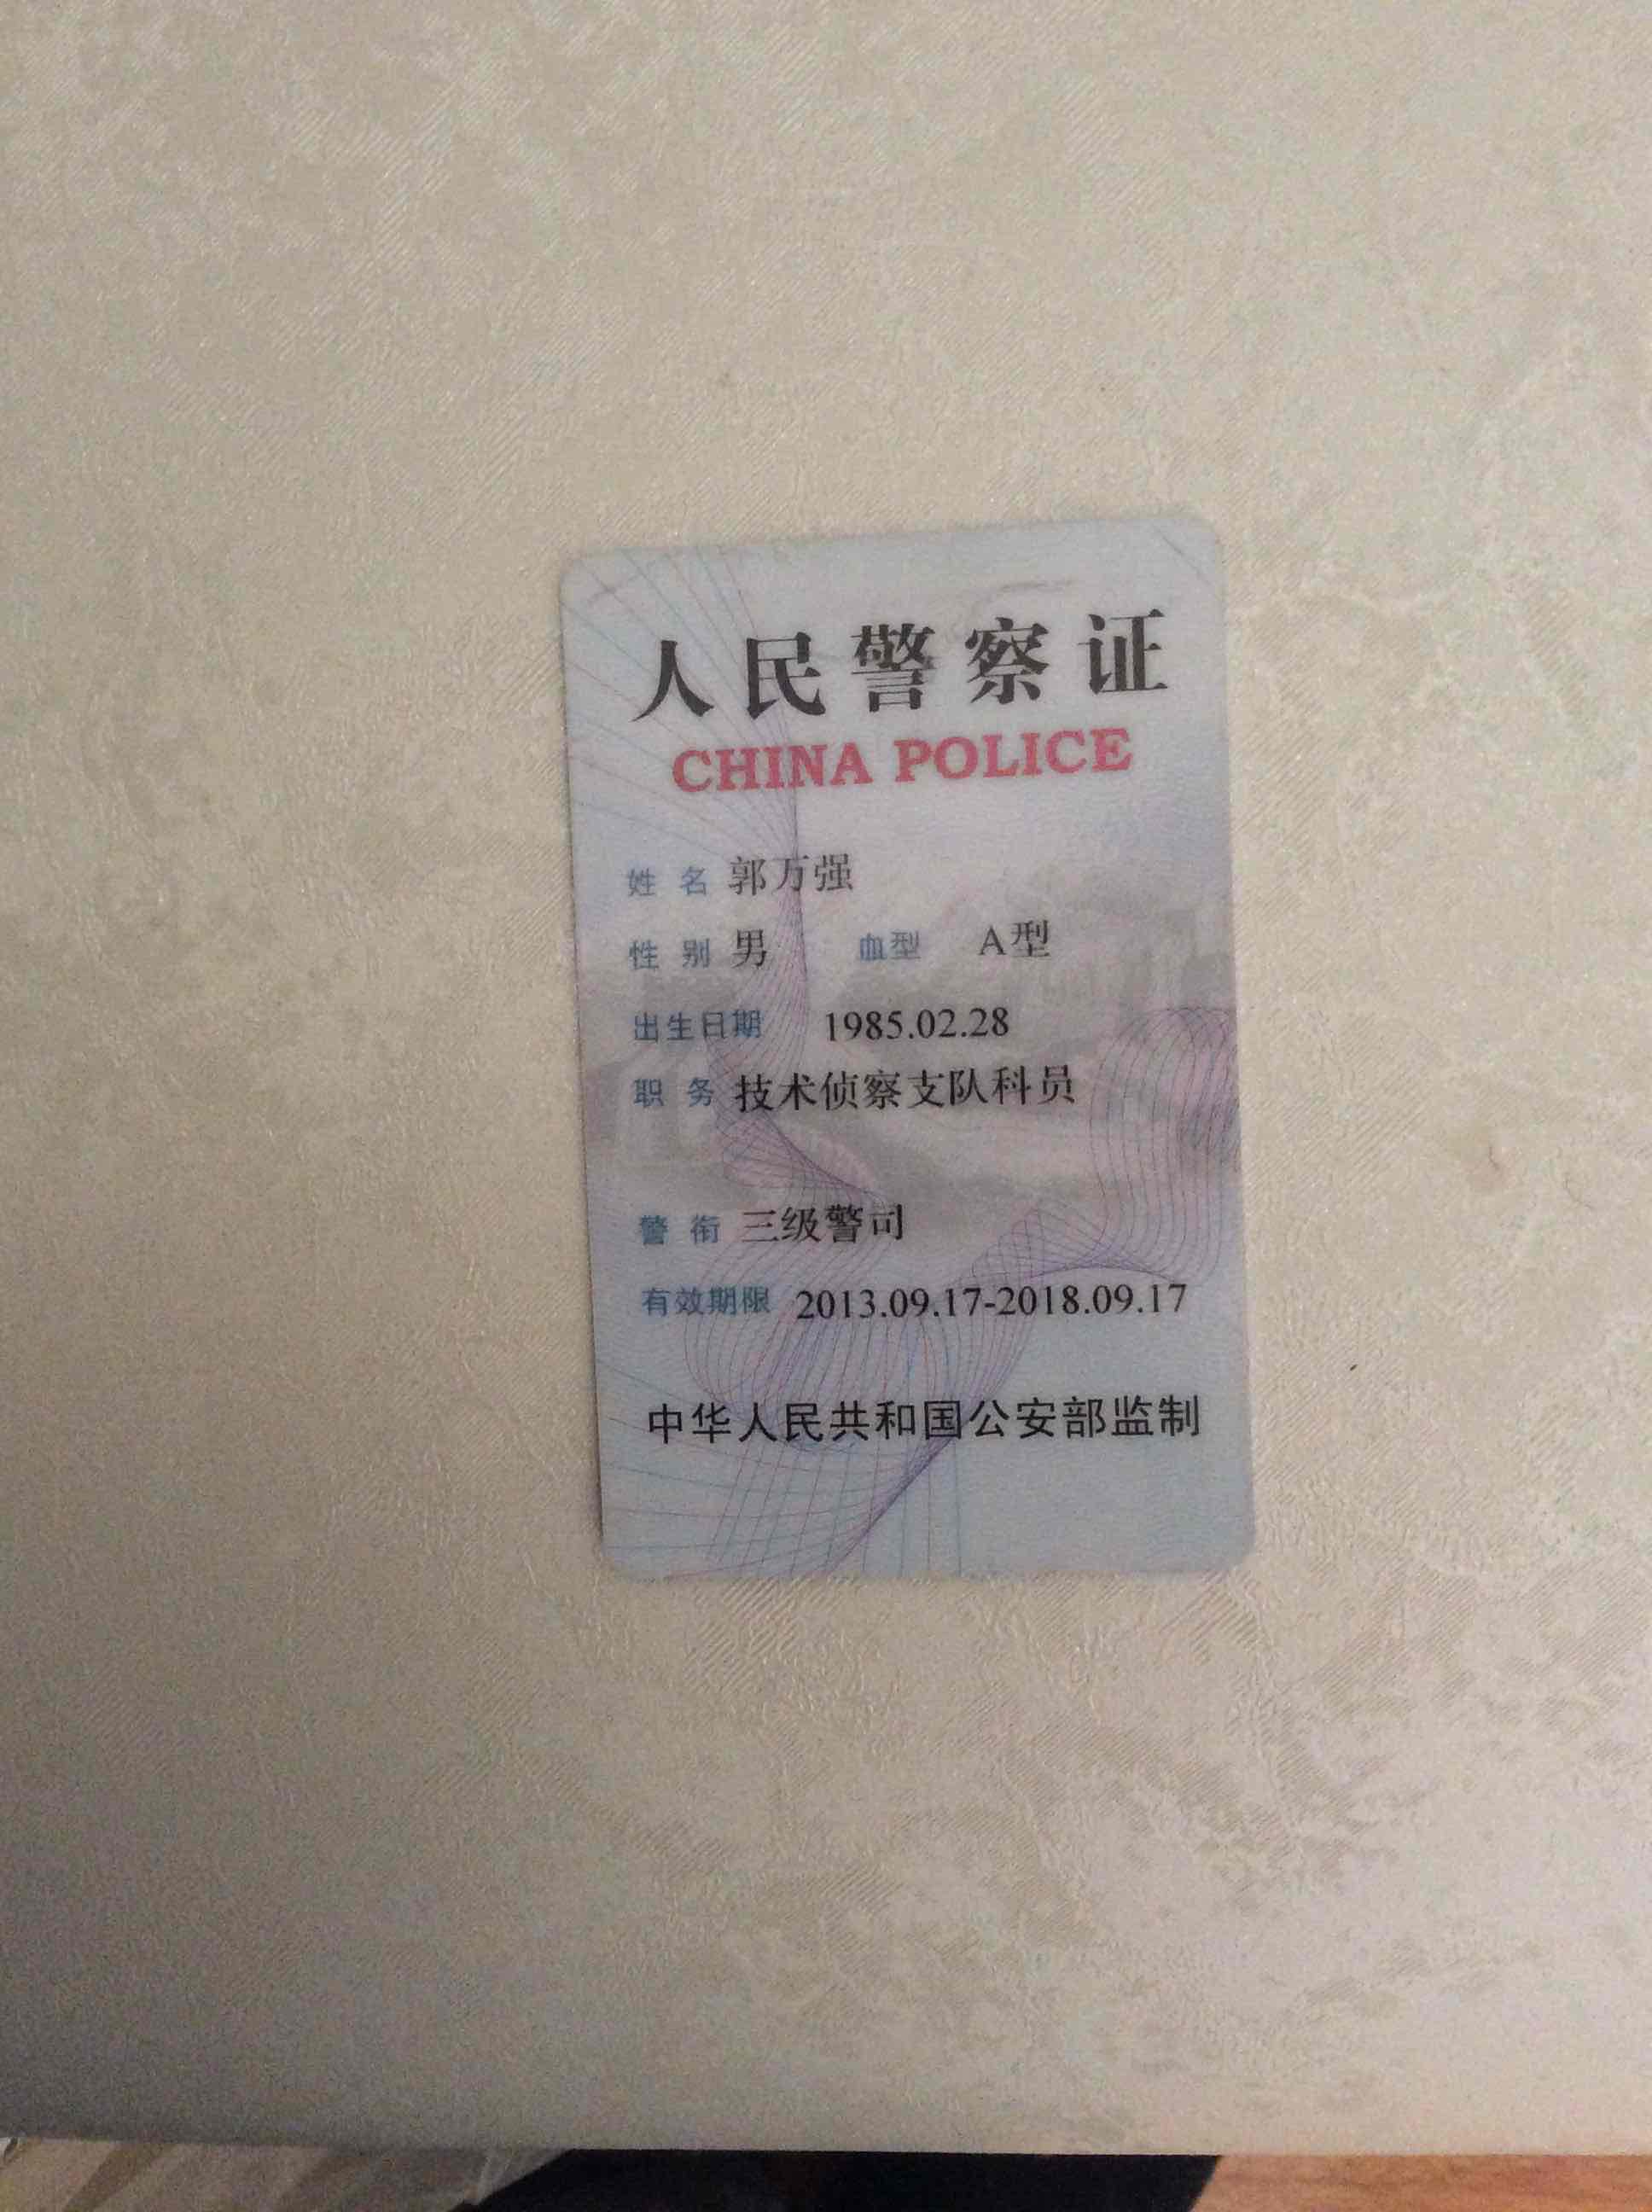 人民警察证
CHINA POLICE
姓名 郭万强
性别 男 血型 A型
出生日期 1985.02.28
职务 技术侦察支队科员
警衔 三级警司
有效期限 2013.09.17-2018.09.17
中华人民共和国公安部监制